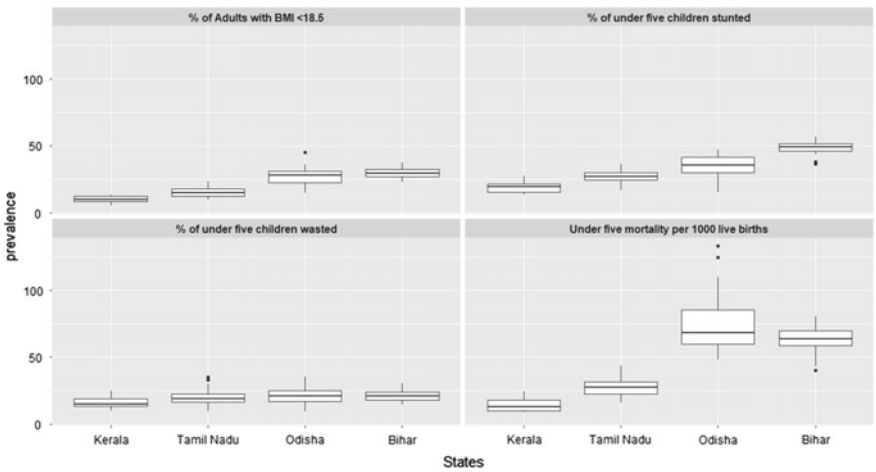 % of Adults with BMI <18.5
% of under five children stunted
100
50
0
% of under five children wasted
Under five mortality per 1000 live births
100
50
0
prevalence
Kerala Tamil Nadu Odisha Bihar
Kerala Tamil Nadu Odisha Bihar
States